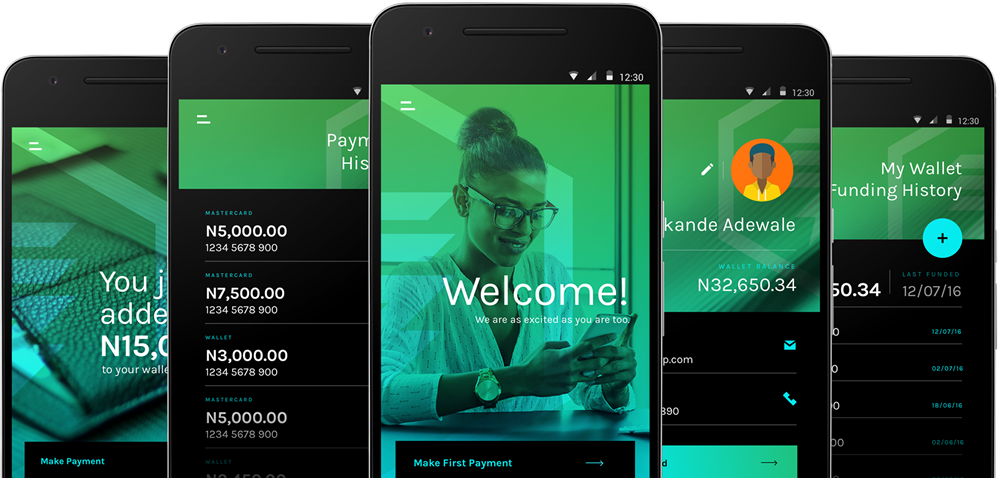 You j
adde
N15,0
to your walle
Make Payment
Paym
His
MASTERCARD
N5,000.00
1234 5678 900
MASTERCARD
N7,500.00
1234 5678 900
WALLET
N3,000.00
1234 5678 900
MASTERCARD
N5,000.00
1234 5678 900
WALLET
12:30
Welcome!
We are as excited as you are too.
Make First Payment
12:30
kande Adewale
WALLET BALANCE
N32,650.34
p.com
890
d
12:30
My Wallet
Funding History
50.34
LAST FUNDED
12/07/16
0
12/07/16
0
02/07/16
00
18/06/16
00
02/06/16